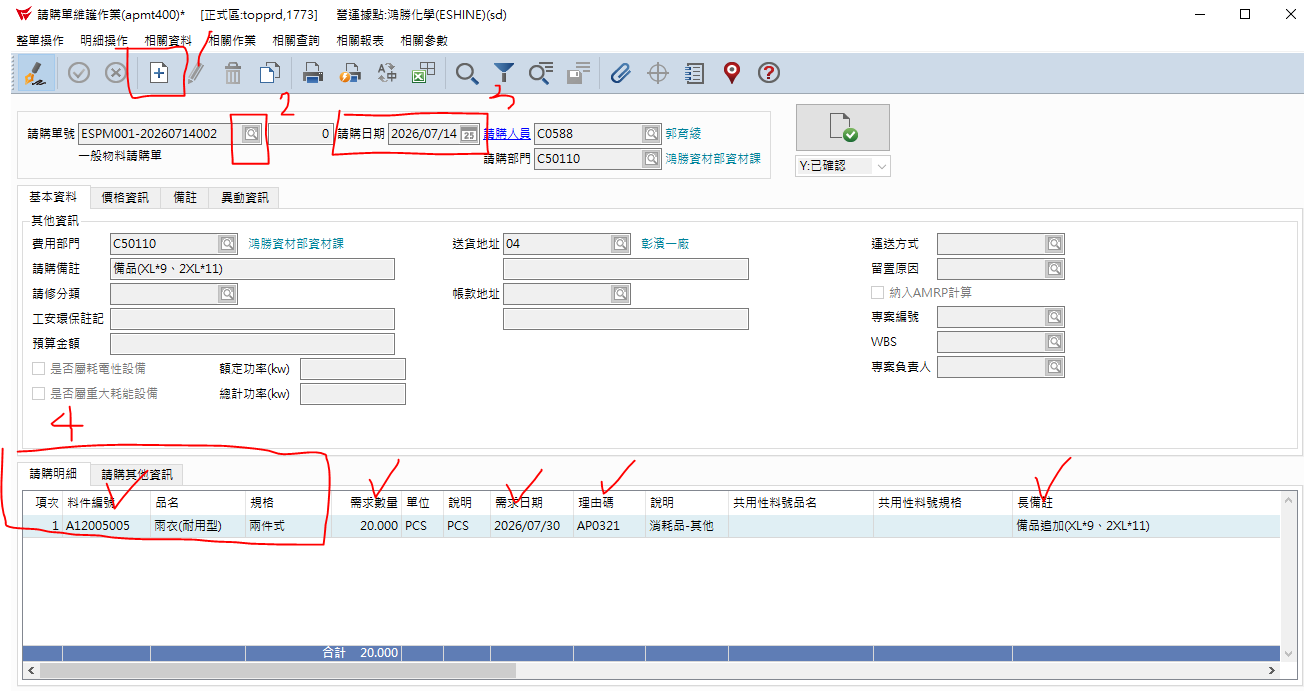 請購單維護作業(apmt400)* [正式區:topprd,1773] 營運據點:鴻勝化學(ESHINE)(sd)
整單操作 明細操作 相關資料 相關作業 相關查詢 相關報表 相關參數
1
2
3
請購單號 ESPM001-20260714002 0 請購日期 2026/07/14 25 請購人員 C0588 郭育綾
一般物料請購單 請購部門 C50110 鴻勝資材部資材課 Y:已確認
基本資料 價格資訊 備註 異動資訊
其他資訊
費用部門 C50110 鴻勝資材部資材課 送貨地址 04 彰濱一廠 運送方式
請購備註 備品(XL*9、2XL*11) 留置原因
請修分類 帳款地址 納入AMRP計算
工安環保註記 專案編號
預算金額 WBS
是否屬耗電性設備 額定功率(kw) 專案負責人
是否屬重大耗能設備 總計功率(kw)
4
請購明細 請購其他資訊
項次 料件編號 品名 規格 需求數量 單位 說明 需求日期 理由碼 說明 共用性料號品名 共用性料號規格 長備註
1 A12005005 雨衣(耐用型) 兩件式 20.000 PCS PCS 2026/07/30 AP0321 消耗品-其他 備品追加(XL*9、2XL*11)
合計 20.000